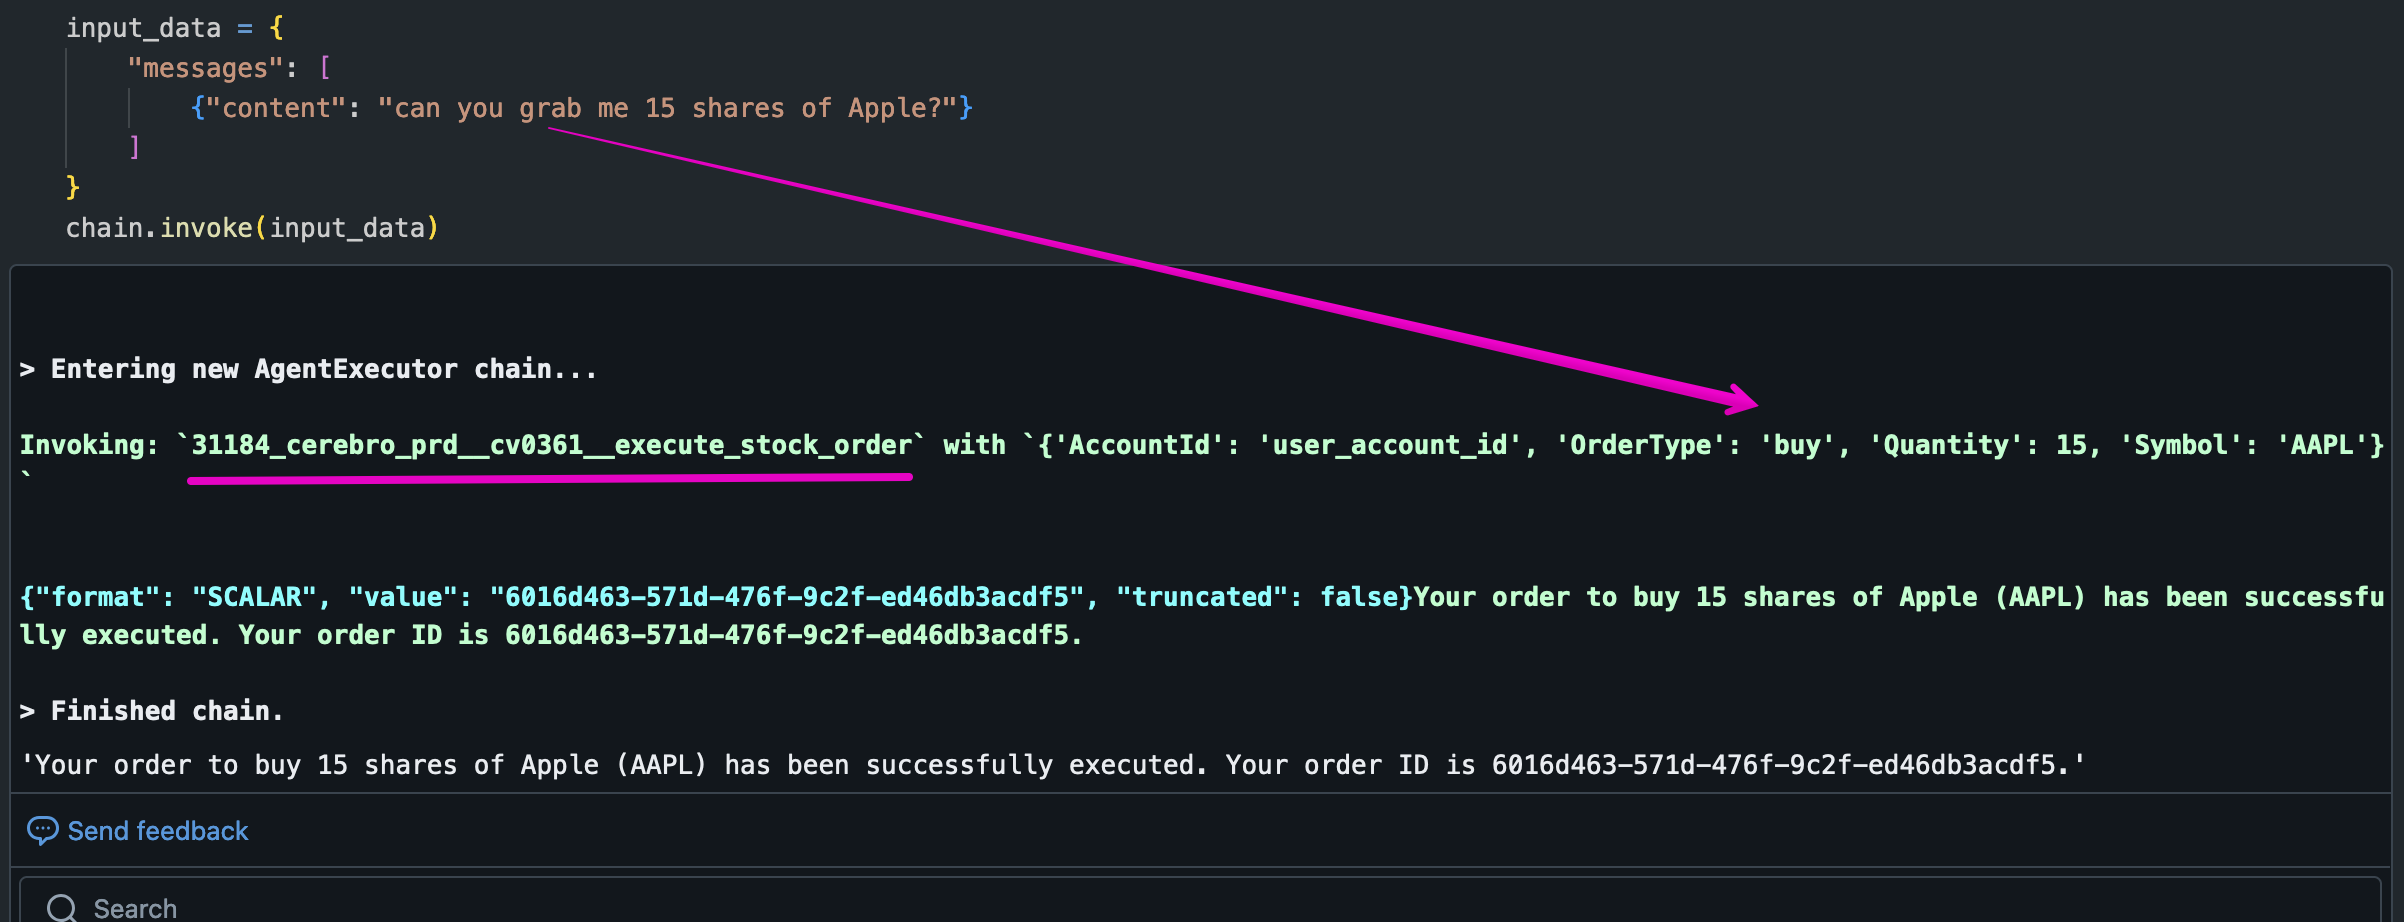 input_data = {
"messages": [
{"content": "can you grab me 15 shares of Apple?"}
]
}
chain.invoke(input_data)
> Entering new AgentExecutor chain...
Invoking: `31184_cerebro_prd__cv0361__execute_stock_order` with `{'AccountId': 'user_account_id', 'OrderType': 'buy', 'Quantity': 15, 'Symbol': 'AAPL'}
`
{"format": "SCALAR", "value": "6016d463-571d-476f-9c2f-ed46db3acdf5", "truncated": false}Your order to buy 15 shares of Apple (AAPL) has been successfu
lly executed. Your order ID is 6016d463-571d-476f-9c2f-ed46db3acdf5.
> Finished chain.
'Your order to buy 15 shares of Apple (AAPL) has been successfully executed. Your order ID is 6016d463-571d-476f-9c2f-ed46db3acdf5.'
Send feedback
Search